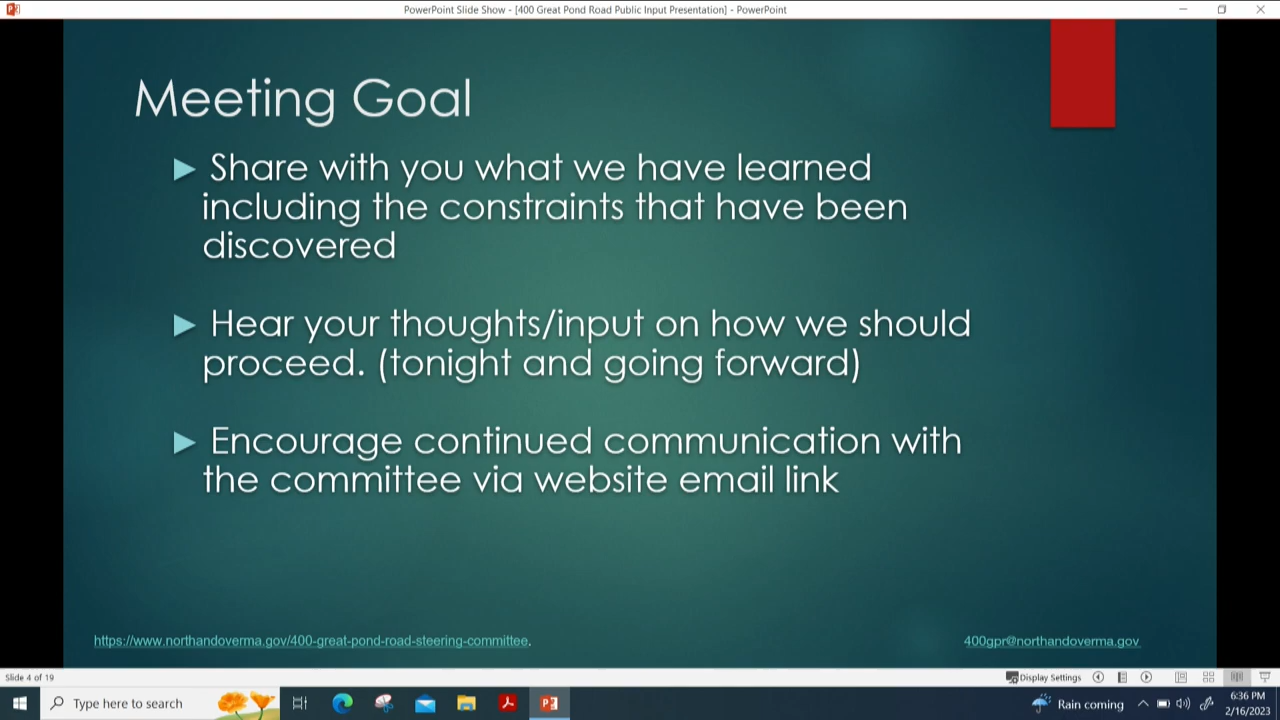 PowerPoint Slide Show - [400 Great Pond Road Public Input Presentation] - PowerPoint
Meeting Goal
Share with you what we have learned
including the constraints that have been
discovered
Hear your thoughts/input on how we should
proceed. (tonight and going forward)
Encourage continued communication with
the committee via website email link
https://www.northandoverma.gov/400-great-pond-road-steering-committee.
400gpr@northandoverma.gov
Slide 4 of 19
Display Settings
Type here to search
Rain coming
6:36 PM
2/16/2023